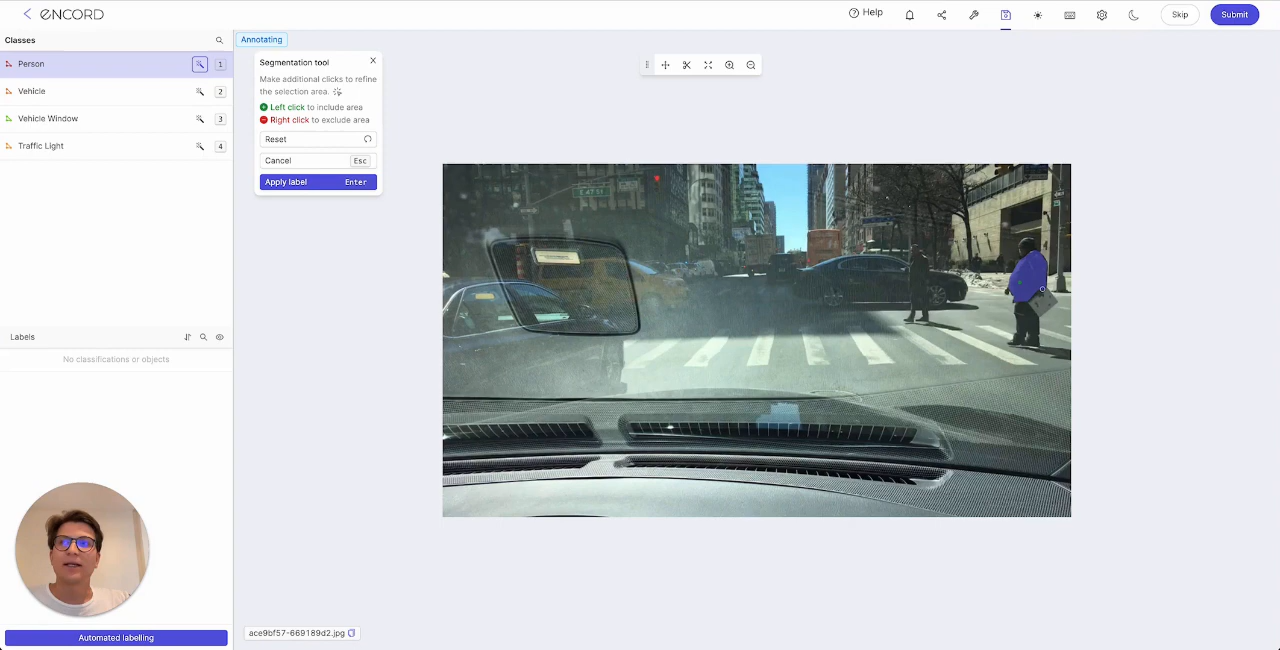 ENCORD
Help
Skip
Submit
Classes
Annotating
Person
1
Vehicle
2
Vehicle Window
3
Traffic Light
4
Segmentation tool
X
Make additional clicks to refine
the selection area.
Left click to include area
Right click to exclude area
Reset
Cancel
Esc
Apply label
Enter
E 47 ST
Labels
No classifications or objects
Automated labelling
ace9bf57-669189d2.jpg